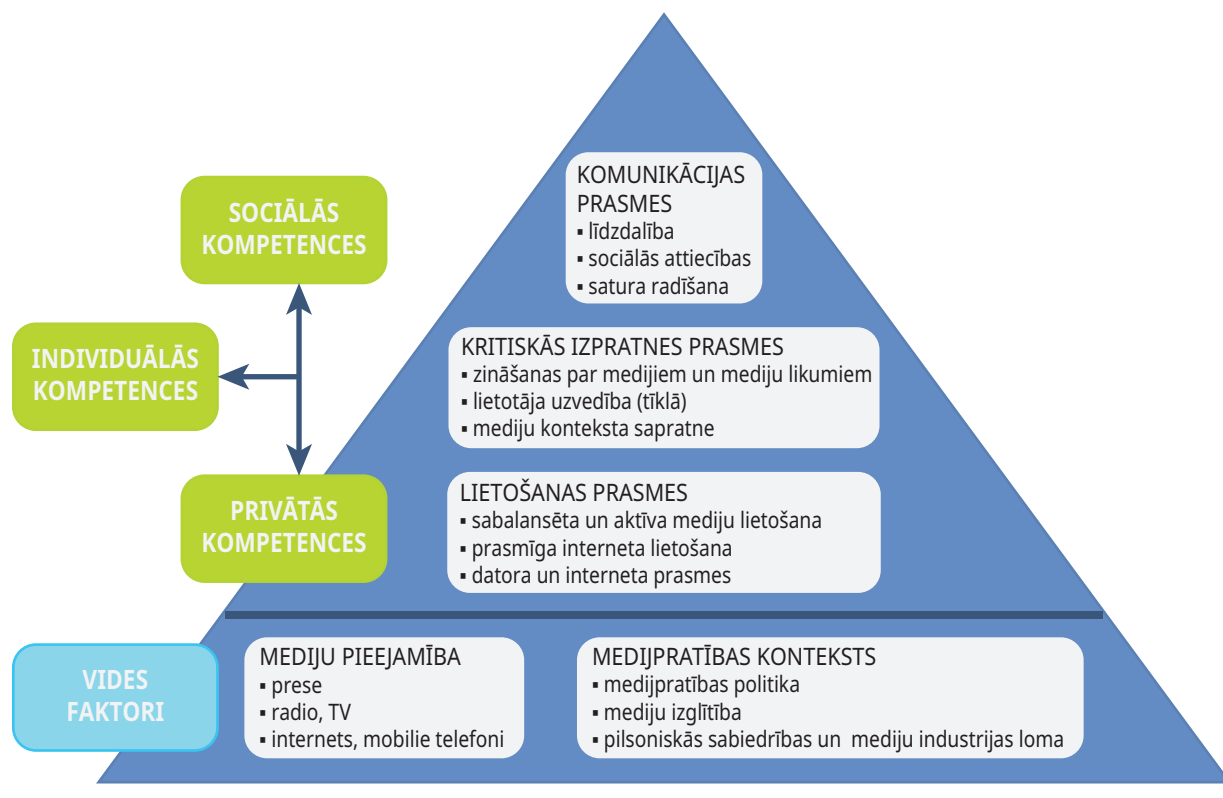 KOMUNIKĀCIJAS
PRASMES
▪ līdzdalība
▪ sociālās attiecības
▪ satura radīšana
SOCIĀLĀS
KOMPETENCES
INDIVIDUĀLĀS
KOMPETENCES
KRITISKĀS IZPRATNES PRASMES
▪ zināšanas par medijiem un mediju likumiem
▪ lietotāja uzvedība (tīklā)
▪ mediju konteksta sapratne
PRIVĀTĀS
KOMPETENCES
LIETOŠANAS PRASMES
▪ sabalansēta un aktīva mediju lietošana
▪ prasmīga interneta lietošana
▪ datora un interneta prasmes
VIDES
FAKTORI
MEDIJU PIEEJAMĪBA
▪ prese
▪ radio, TV
▪ internets, mobilie telefoni
MEDIJPRATĪBAS KONTEKSTS
▪ medijpratības politika
▪ mediju izglītība
▪ pilsoniskās sabiedrības un mediju industrijas loma